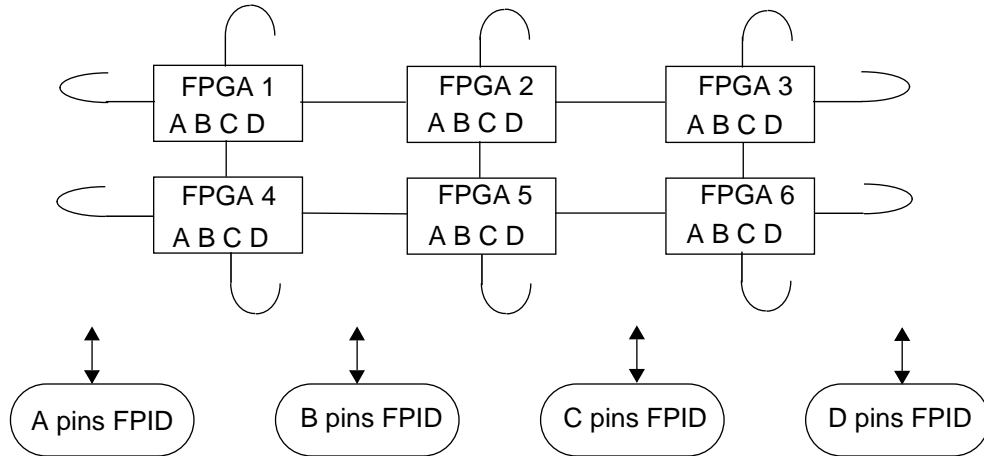 FPGA 1
A B C D
FPGA 2
A B C D
FPGA 3
A B C D
FPGA 4
A B C D
FPGA 5
A B C D
FPGA 6
A B C D
A pins FPID
B pins FPID
C pins FPID
D pins FPID